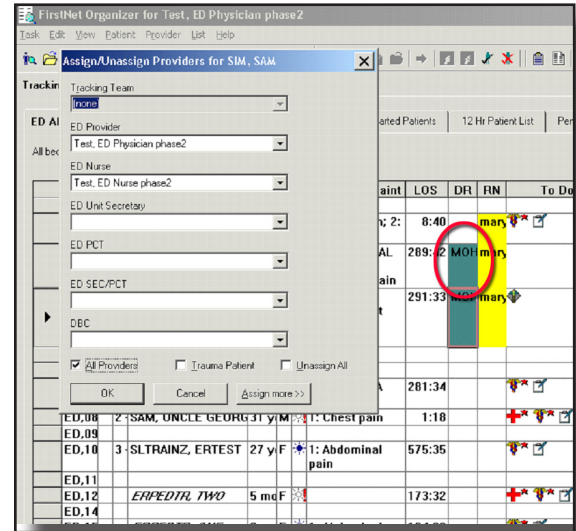 FirstNet Organizer for Test, ED Physician phase2
Task Edit View Patient Provider List Help
Assign/Unassign Providers for SIM, SAM
Trackin
Tracking Team
(none)
ED Al
arted Patients 12 Hr Patient List Per
ED Provider
Test, ED Physician phase2
All bec
ED Nurse
Test, ED Nurse phase2
aint LOS DR RN To Do
ED Unit Secretary
n; 2: 8:40 mary
ED PCT
AL 289:42 MOH mary
ain
ED SEC/PCT
291:33 MOH mary
t
DBC
All Providers Trauma Patient Unassign All
OK Cancel Assign more >>
281:34
ED,08 2 - SAM, UNCLE GEORG 31 y M 1: Chest pain 1:18
ED,09
ED,10 3 - SLTRAINZ, ERTEST 27 y F 1: Abdominal 575:35
pain
ED,11
ED,12 ERPEDTR, TWO 5 mo F 173:32
ED,14